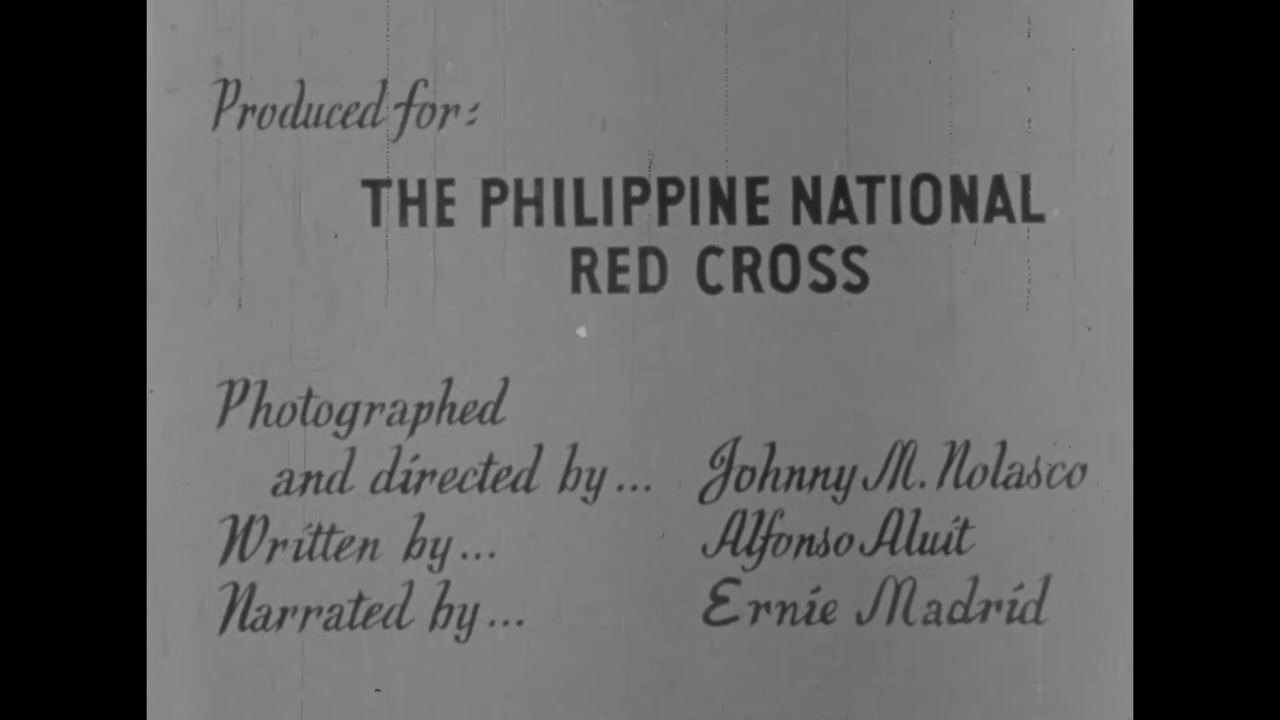 Produced for:
THE PHILIPPINE NATIONAL
RED CROSS
Photographed
and directed by... Johnny M. Nolasco
Written by... Alfonso Aluit
Narrated by... Ernie Madrid